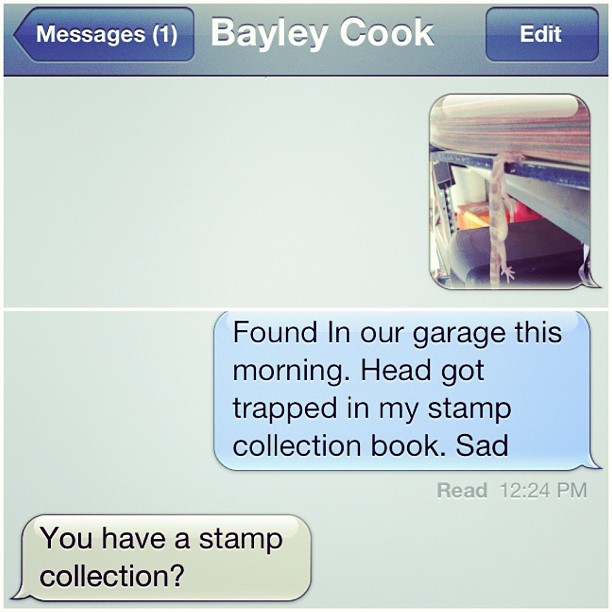 Messages (1) Bayley Cook Edit
Found In our garage this
morning. Head got
trapped in my stamp
collection book. Sad
Read 12:24 PM
You have a stamp
collection?